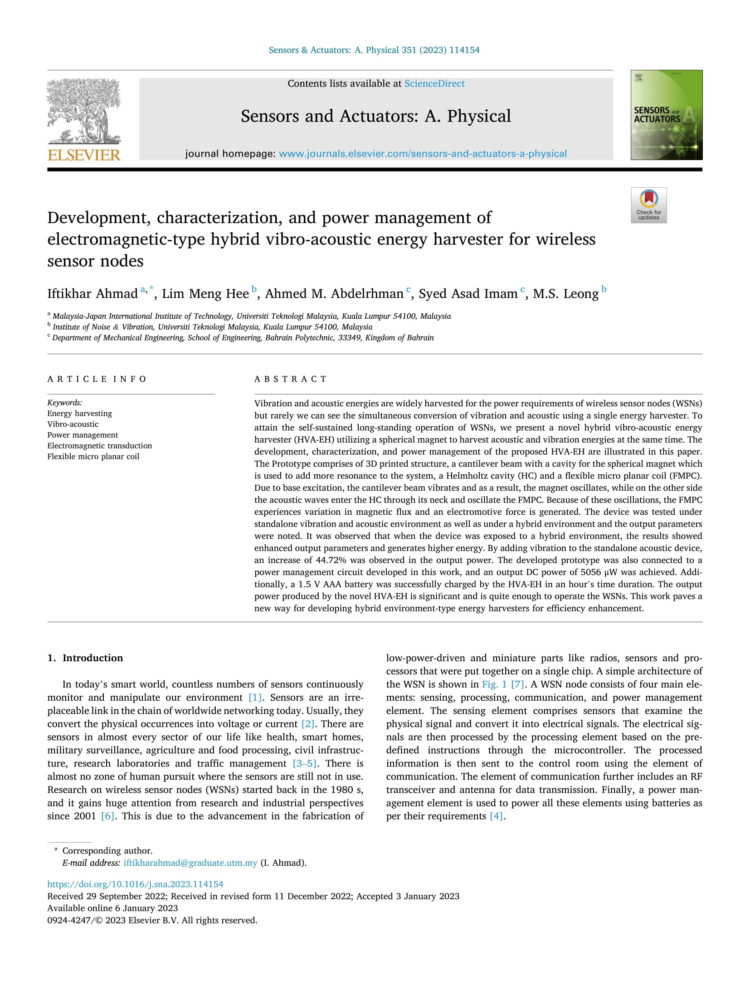 Sensors & Actuators: A. Physical 351 (2023) 114154
Contents lists available at ScienceDirect
Sensors and Actuators: A. Physical
journal homepage: www.journals.elsevier.com/sensors-and-actuators-a-physical
NON SOLUS
ELSEVIER
SENSORS and
ACTUATORS A
Physical
Check for
updates
Development, characterization, and power management of
electromagnetic-type hybrid vibro-acoustic energy harvester for wireless
sensor nodes
Iftikhar Ahmad a,*, Lim Meng Hee b, Ahmed M. Abdelrhman c, Syed Asad Imam c, M.S. Leong b
a Malaysia-Japan International Institute of Technology, Universiti Teknologi Malaysia, Kuala Lumpur 54100, Malaysia
b Institute of Noise & Vibration, Universiti Teknologi Malaysia, Kuala Lumpur 54100, Malaysia
c Department of Mechanical Engineering, School of Engineering, Bahrain Polytechnic, 33349, Kingdom of Bahrain
ARTICLE INFO
Keywords:
Energy harvesting
Vibro-acoustic
Power management
Electromagnetic transduction
Flexible micro planar coil
ABSTRACT
Vibration and acoustic energies are widely harvested for the power requirements of wireless sensor nodes (WSNs)
but rarely we can see the simultaneous conversion of vibration and acoustic using a single energy harvester. To
attain the self-sustained long-standing operation of WSNs, we present a novel hybrid vibro-acoustic energy
harvester (HVA-EH) utilizing a spherical magnet to harvest acoustic and vibration energies at the same time. The
development, characterization, and power management of the proposed HVA-EH are illustrated in this paper.
The Prototype comprises of 3D printed structure, a cantilever beam with a cavity for the spherical magnet which
is used to add more resonance to the system, a Helmholtz cavity (HC) and a flexible micro planar coil (FMPC).
Due to base excitation, the cantilever beam vibrates and as a result, the magnet oscillates, while on the other side
the acoustic waves enter the HC through its neck and oscillate the FMPC. Because of these oscillations, the FMPC
experiences variation in magnetic flux and an electromotive force is generated. The device was tested under
standalone vibration and acoustic environment as well as under a hybrid environment and the output parameters
were noted. It was observed that when the device was exposed to a hybrid environment, the results showed
enhanced output parameters and generates higher energy. By adding vibration to the standalone acoustic device,
an increase of 44.72% was observed in the output power. The developed prototype was also connected to a
power management circuit developed in this work, and an output DC power of 5056 μW was achieved. Addi-
tionally, a 1.5 V AAA battery was successfully charged by the HVA-EH in an hour's time duration. The output
power produced by the novel HVA-EH is significant and is quite enough to operate the WSNs. This work paves a
new way for developing hybrid environment-type energy harvesters for efficiency enhancement.
1. Introduction
In today's smart world, countless numbers of sensors continuously
monitor and manipulate our environment [1]. Sensors are an irre-
placeable link in the chain of worldwide networking today. Usually, they
convert the physical occurrences into voltage or current [2]. There are
sensors in almost every sector of our life like health, smart homes,
military surveillance, agriculture and food processing, civil infrastruc-
ture, research laboratories and traffic management [3–5]. There is
almost no zone of human pursuit where the sensors are still not in use.
Research on wireless sensor nodes (WSNs) started back in the 1980 s,
and it gains huge attention from research and industrial perspectives
since 2001 [6]. This is due to the advancement in the fabrication of
low-power-driven and miniature parts like radios, sensors and pro-
cessors that were put together on a single chip. A simple architecture of
the WSN is shown in Fig. 1 [7]. A WSN node consists of four main ele-
ments: sensing, processing, communication, and power management
element. The sensing element comprises sensors that examine the
physical signal and convert it into electrical signals. The electrical sig-
nals are then processed by the processing element based on the pre-
defined instructions through the microcontroller. The processed
information is then sent to the control room using the element of
communication. The element of communication further includes an RF
transceiver and antenna for data transmission. Finally, a power man-
agement element is used to power all these elements using batteries as
per their requirements [4].
* Corresponding author.
E-mail address: iftikharahmad@graduate.utm.my (I. Ahmad).
https://doi.org/10.1016/j.sna.2023.114154
Received 29 September 2022; Received in revised form 11 December 2022; Accepted 3 January 2023
Available online 6 January 2023
0924-4247/© 2023 Elsevier B.V. All rights reserved.